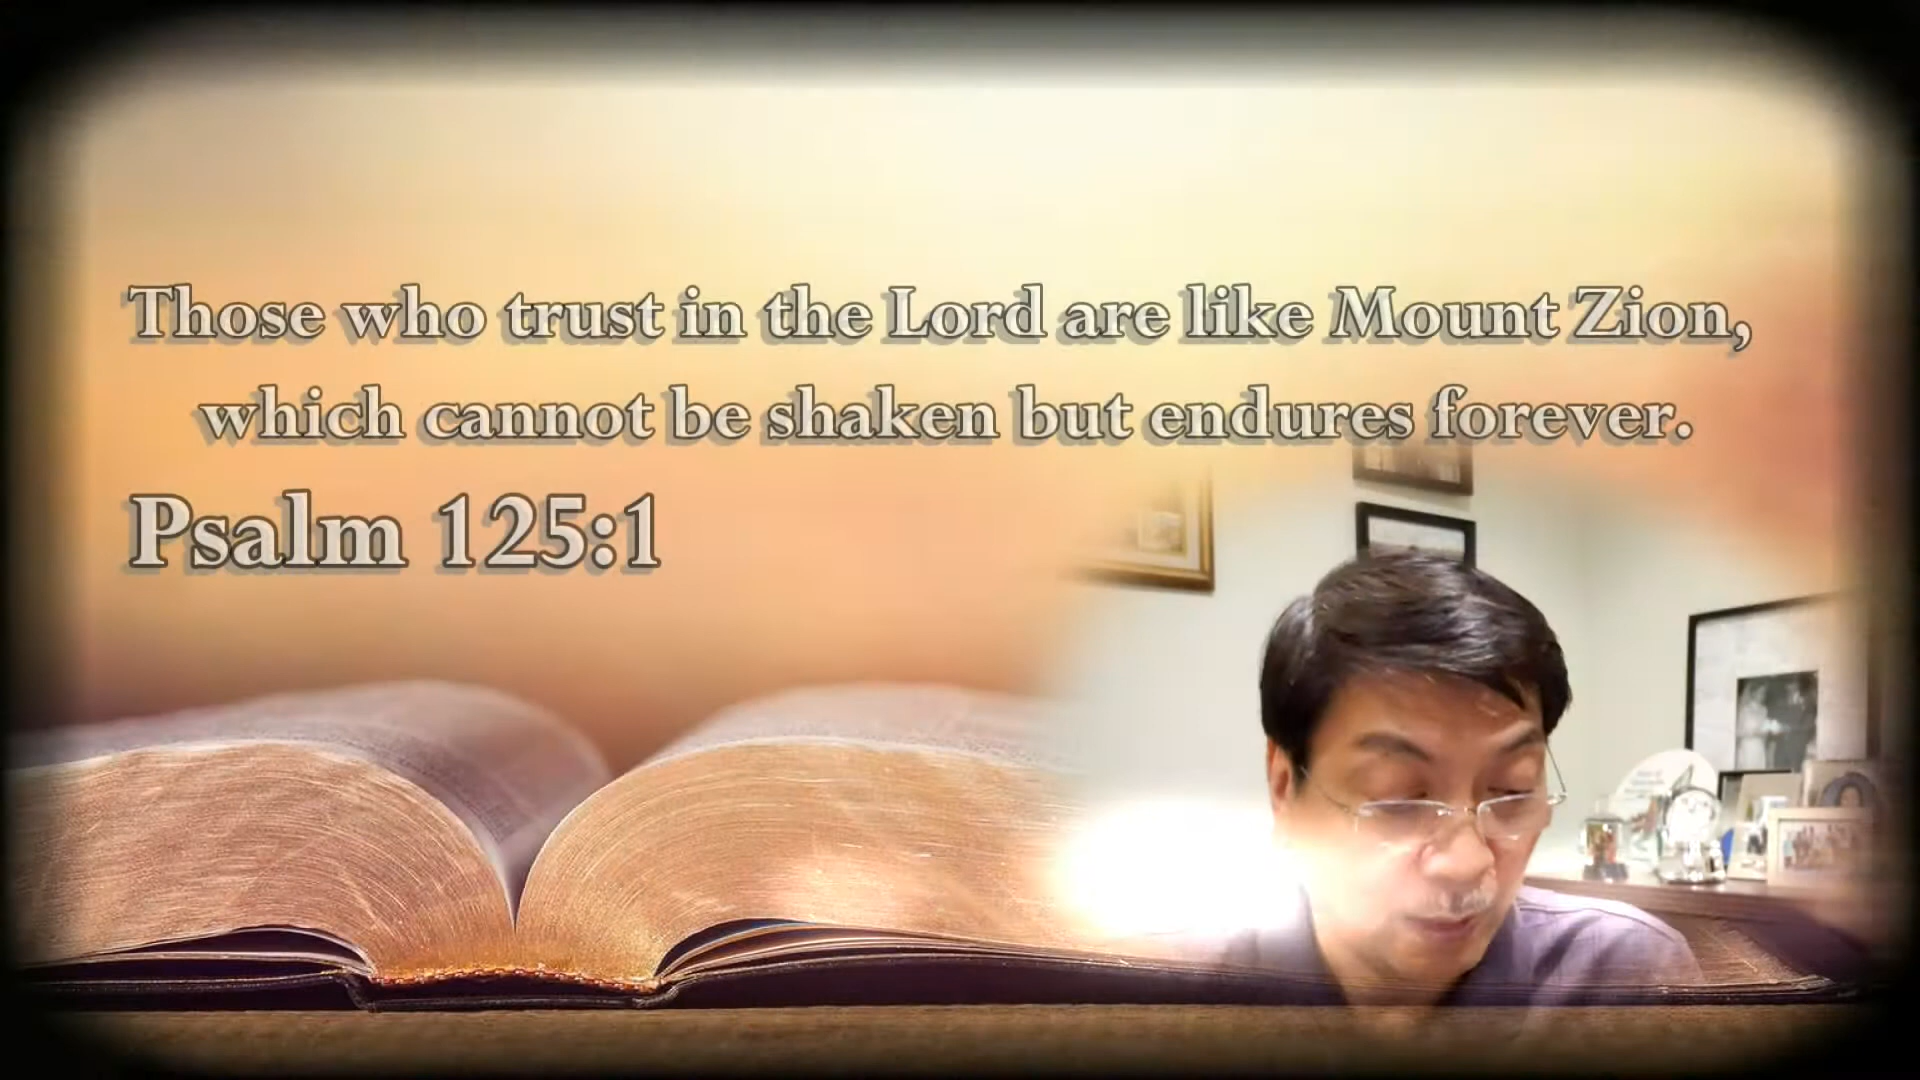 Those who trust in the Lord are like Mount Zion,
which cannot be shaken but endures forever.
Psalm 125:1